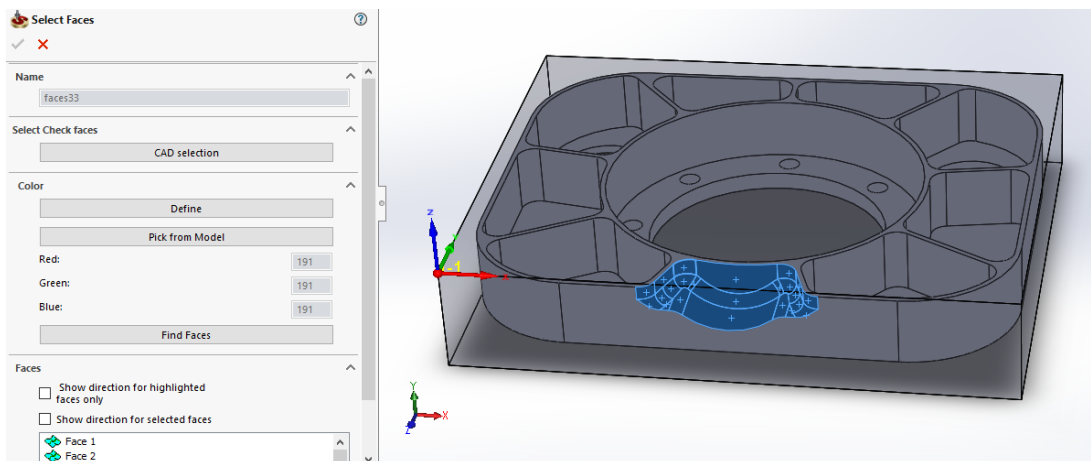 Select Faces
Name
faces33
Select Check faces
CAD selection
Color
Define
Pick from Model
Red: 191
Green: 191
Blue: 191
Find Faces
Faces
Show direction for highlighted
faces only
Show direction for selected faces
Face 1
Face 2
z
-1
Y
X
Z